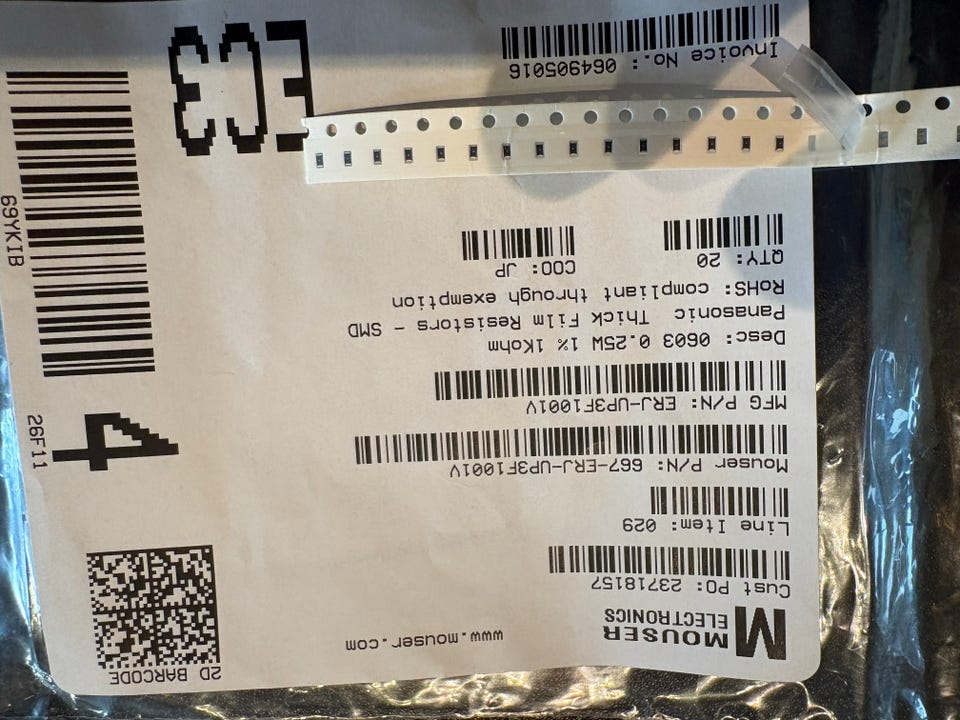 MOUSER
ELECTRONICS
www.mouser.com
2D BARCODE
Cust PO: 23718157
Line Item: 029
Mouser P/N: 667-ERJ-UP3F1001V
MFG P/N: ERJ-UP3F1001V
Desc: 0603 0.25W 1% 1Kohm
Panasonic Thick Film Resistors - SMD
RoHS: compliant through exemption
QTY: 20
COO: JP
Invoice No.: 064905016
4
26F11
69YKIB
EC3